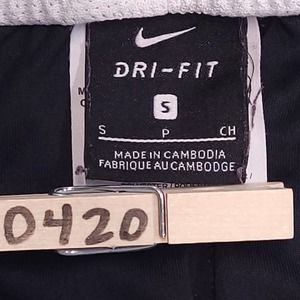 DRI-FIT
S
S P CH
MADE IN CAMBODIA
FABRIQUE AU CAMBODGE
0420